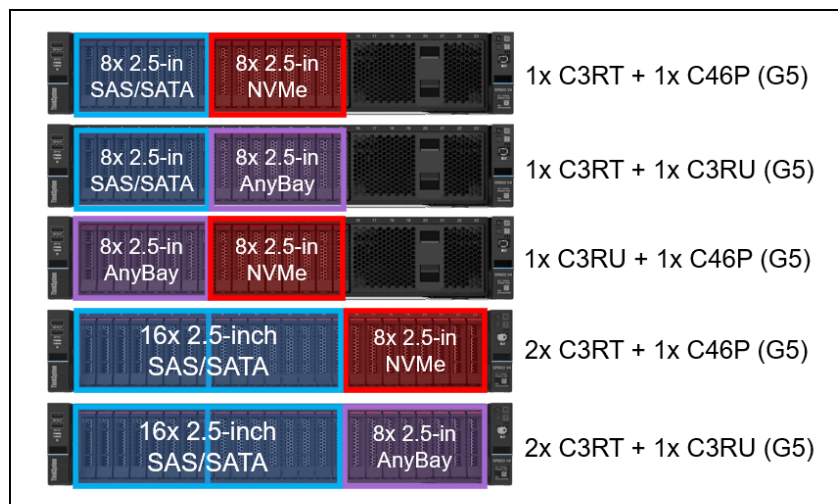 8x 2.5-in
SAS/SATA
8x 2.5-in
NVMe
1x C3RT + 1x C46P (G5)
8x 2.5-in
SAS/SATA
8x 2.5-in
AnyBay
1x C3RT + 1x C3RU (G5)
8x 2.5-in
AnyBay
8x 2.5-in
NVMe
1x C3RU + 1x C46P (G5)
16x 2.5-inch
SAS/SATA
8x 2.5-in
NVMe
2x C3RT + 1x C46P (G5)
16x 2.5-inch
SAS/SATA
8x 2.5-in
AnyBay
2x C3RT + 1x C3RU (G5)